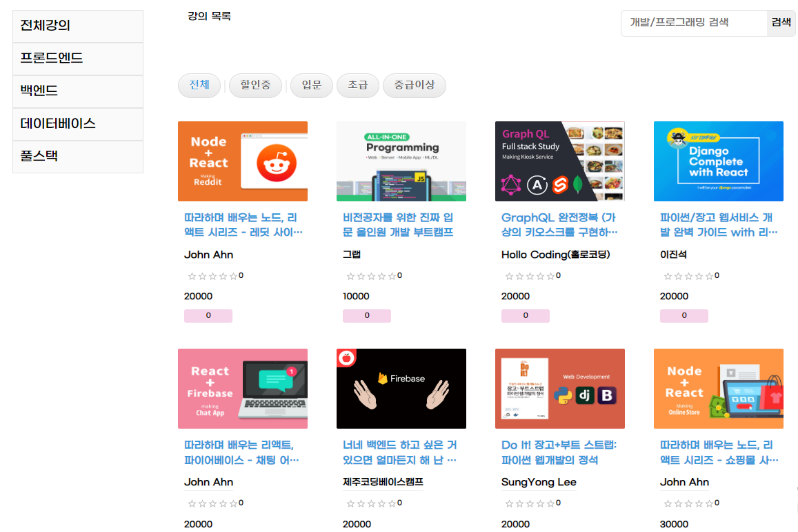 전체강의
프론드엔드
백엔드
데이터베이스
풀스택
강의 목록
개발/프로그래밍 검색
검색
전체
할인중
입문
초급
중급이상
Node
+
React
Making
Reddit
따라하며 배우는 노드, 리
액트 시리즈 - 레딧 사이...
John Ahn
☆☆☆☆☆0
20000
0
ALL-IN-ONE
Programming
JS
비전공자를 위한 진짜 입
문 올인원 개발 부트캠프
그랩
☆☆☆☆☆0
10000
0
Graph QL
Full stack Study
Making Kiosk Service
GraphQL 완전정복 (가
상의 키오스크를 구현하...
Hollo Coding(홀로코딩)
☆☆☆☆☆0
20000
0
Django
Complete
with React
파이썬/장고 웹서비스 개
발 완벽 가이드 with 리...
이진석
☆☆☆☆☆0
20000
0
React
+
Firebase
making
Chat App
1
따라하며 배우는 리액트,
파이어베이스 - 채팅 어...
John Ahn
☆☆☆☆☆0
20000
Firebase
너네 백엔드 하고 싶은 거
있으면 얼마든지 해 난 ...
제주코딩베이스캠프
☆☆☆☆☆0
20000
Do it!
장고+부트스트랩
Web Development
dj
B
Do It! 장고+부트 스트랩:
파이썬 웹개발의 정석
SungYong Lee
☆☆☆☆☆0
20000
Node
+
React
making
Online Store
따라하며 배우는 노드, 리
액트 시리즈 - 쇼핑몰 사...
John Ahn
☆☆☆☆☆0
30000